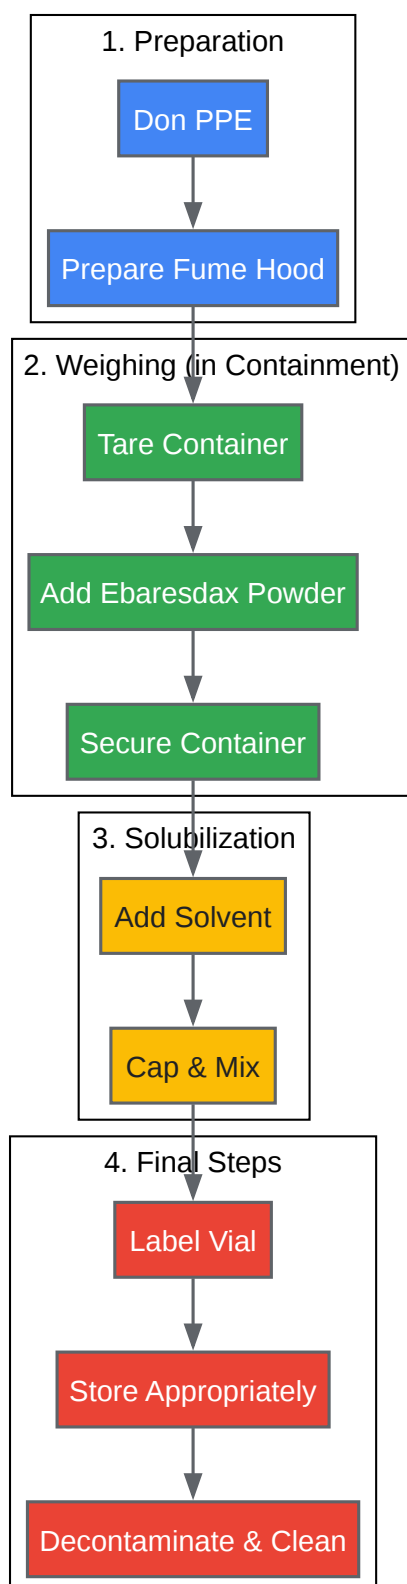 1. Preparation
Don PPE
Prepare Fume Hood
2. Weighing (in Containment)
Tare Container
Add Ebaresdax Powder
Secure Container
3. Solubilization
Add Solvent
Cap & Mix
4. Final Steps
Label Vial
Store Appropriately
Decontaminate & Clean